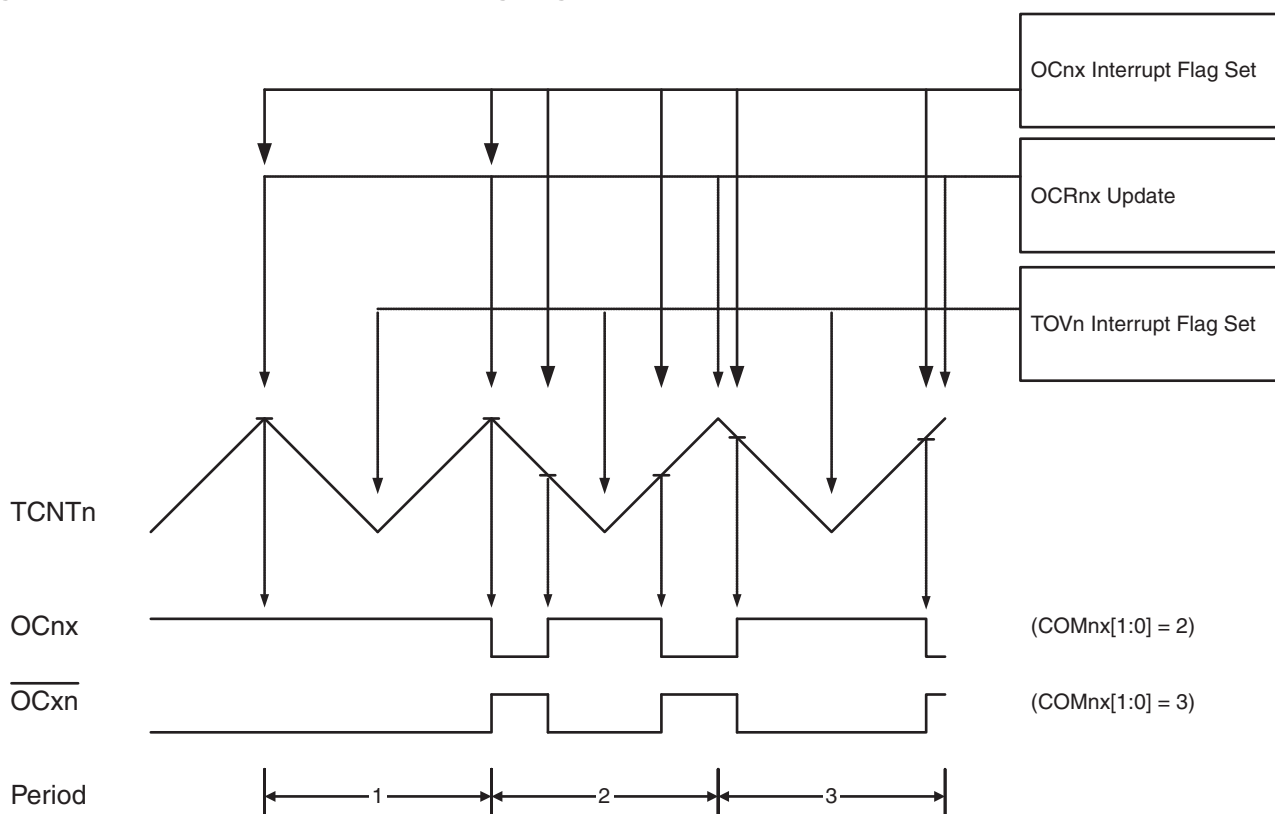 OCnx Interrupt Flag Set
OCRnx Update
TOVn Interrupt Flag Set
TCNTn
OCnx
(COMnx[1:0] = 2)
OCxn
(COMnx[1:0] = 3)
Period
1
2
3